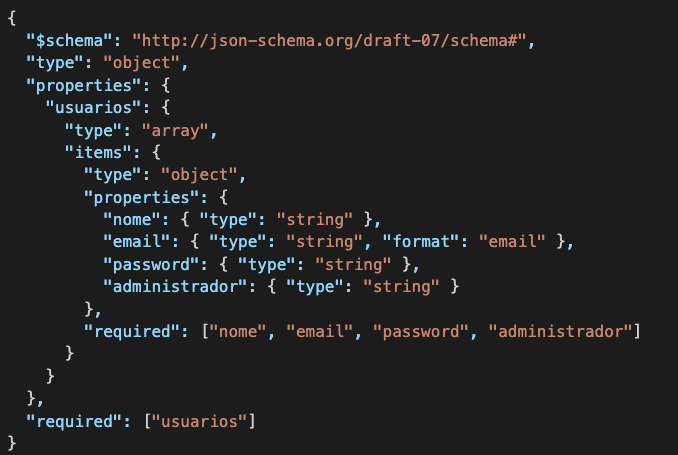 {
  "$schema": "http://json-schema.org/draft-07/schema#",
  "type": "object",
  "properties": {
    "usuarios": {
      "type": "array",
      "items": {
        "type": "object",
        "properties": {
          "nome": { "type": "string" },
          "email": { "type": "string", "format": "email" },
          "password": { "type": "string" },
          "administrador": { "type": "string" }
        },
        "required": ["nome", "email", "password", "administrador"]
      }
    }
  },
  "required": ["usuarios"]
}